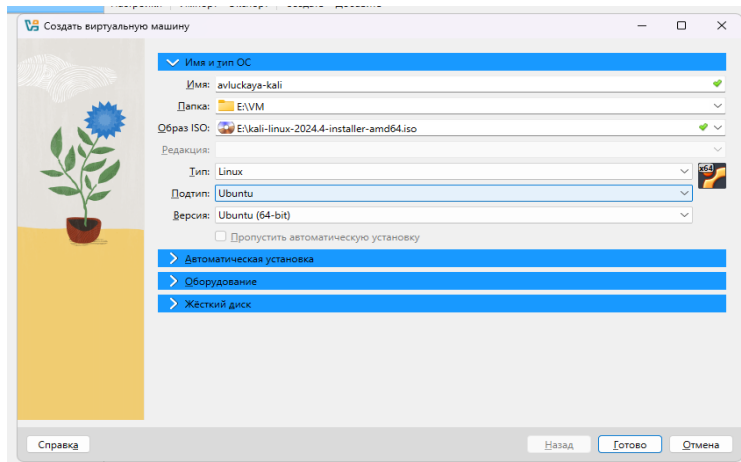 Создать виртуальную машину
Имя и тип ОС
Имя: avluckaya-kali
Папка: E:\VM
Образ ISO: E:\kali-linux-2024.4-installer-amd64.iso
Редакция:
Тип: Linux
x64
Подтип: Ubuntu
Версия: Ubuntu (64-bit)
Пропустить автоматическую установку
Автоматическая установка
Оборудование
Жёсткий диск
Справка Назад Готово Отмена